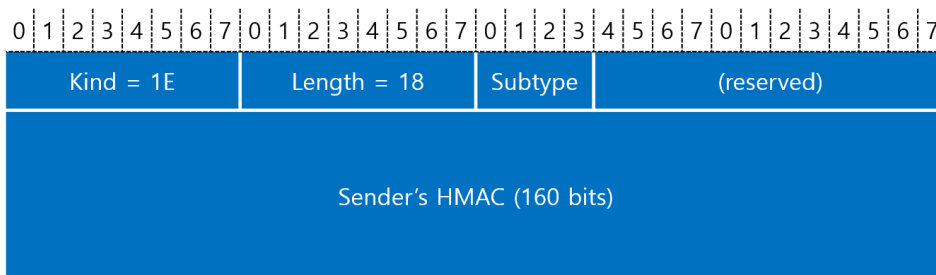 0 1 2 3 4 5 6 7 0 1 2 3 4 5 6 7 0 1 2 3 4 5 6 7 0 1 2 3 4 5 6 7
Kind = 1E Length = 18 Subtype (reserved)
Sender’s HMAC (160 bits)